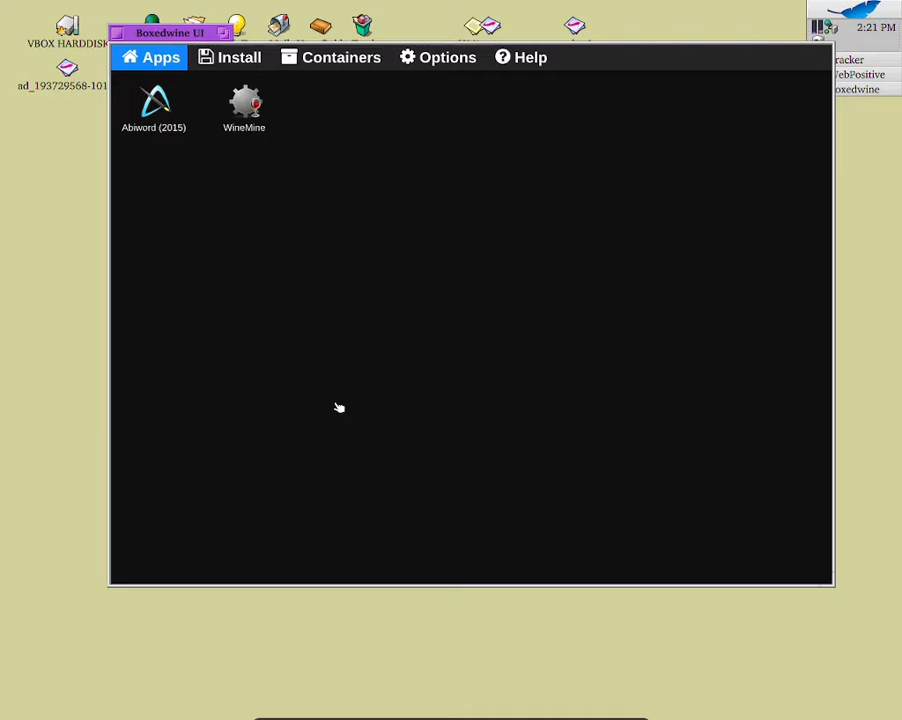 VBOX HARDDISK
Boxedwine UI
2:21 PM
ad_193729568-101
Apps
Install
Containers
Options
Help
racker
ebPositive
oxedwine
Abiword (2015)
WineMine